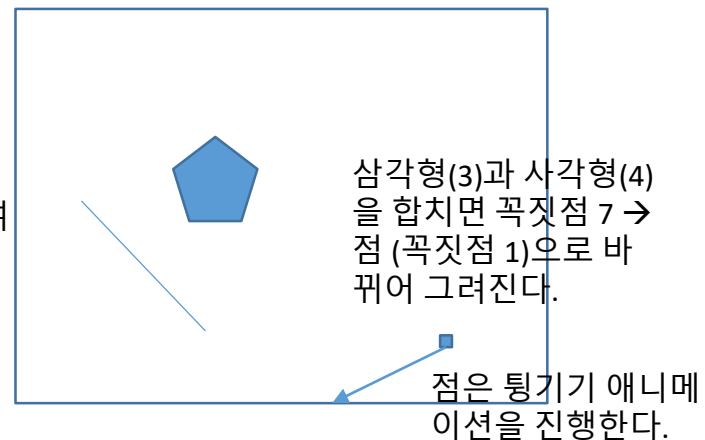 삼각형(3)과 사각형(4)
을 합치면 꼭짓점 7 →
점 (꼭짓점 1)으로 바
뀌어 그려진다.
점은 튕기기 애니메
이션을 진행한다.